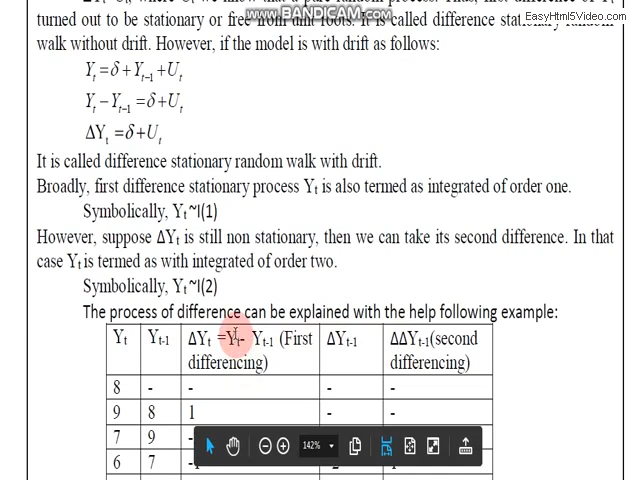 EasyHtml5Video.com
WWW.BANDICAM.COM
turned out to be stationary or free from unit roots. It is called difference stationary random
walk without drift. However, if the model is with drift as follows:
Yₜ = δ + Yₜ₋₁ + Uₜ
Yₜ − Yₜ₋₁ = δ + Uₜ
ΔYₜ = δ + Uₜ
It is called difference stationary random walk with drift.
Broadly, first difference stationary process Yₜ is also termed as integrated of order one.
Symbolically, Yₜ ~I(1)
However, suppose ΔYₜ is still non stationary, then we can take its second difference. In that
case Yₜ is termed as with integrated of order two.
Symbolically, Yₜ ~I(2)
The process of difference can be explained with the help following example:
Yₜ Yₜ₋₁ ΔYₜ =Yₜ- Yₜ₋₁ (First ΔYₜ₋₁ ΔΔYₜ₋₁(second
differencing) differencing)
8 - - - -
9 8 1 - -
7 9
6 7
142%